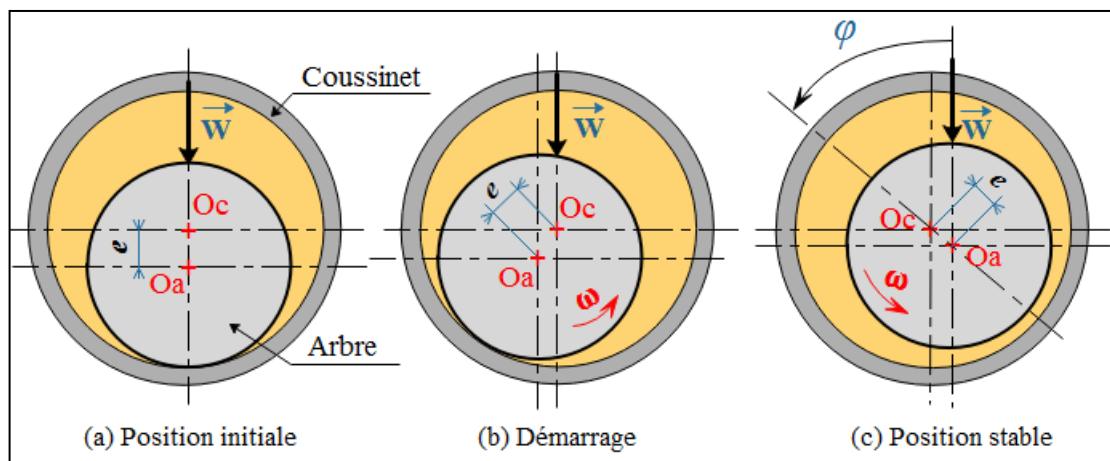 Coussinet
W
Oc
e
Oa
Arbre
(a) Position initiale
W
e
Oc
Oa
ω
(b) Démarrage
φ
W
e
Oc
Oa
ω
(c) Position stable